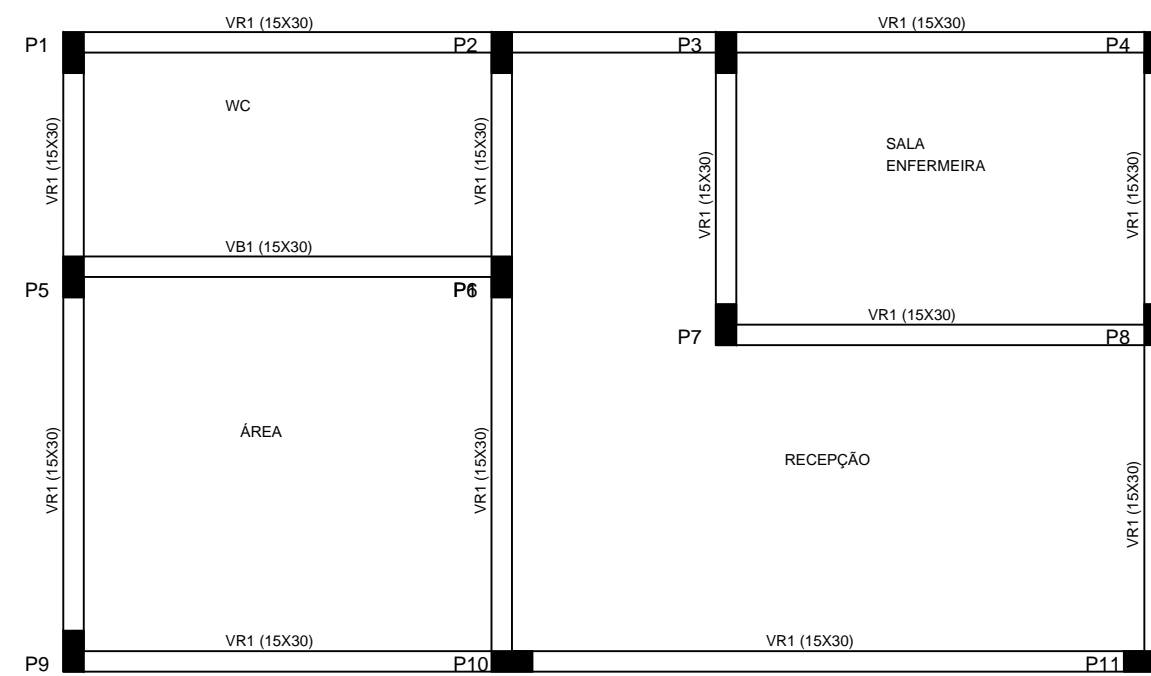 VR1 (15X30)
VR1 (15X30)
P1
P2
P3
P4
WC
SALA
ENFERMEIRA
VR1 (15X30)
VR1 (15X30)
VR1 (15X30)
VR1 (15X30)
VB1 (15X30)
P5
P6
VR1 (15X30)
P7
P8
ÁREA
RECEPÇÃO
VR1 (15X30)
VR1 (15X30)
VR1 (15X30)
VR1 (15X30)
VR1 (15X30)
P9
P10
P11